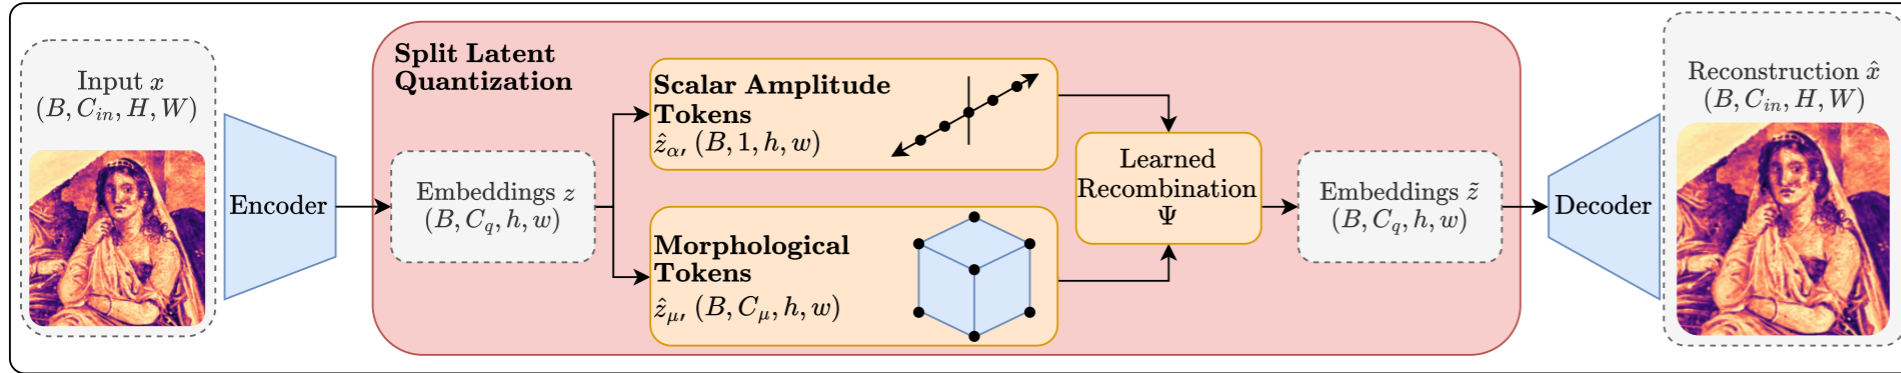 Input x
(B, C_in, H, W)
Encoder
Split Latent
Quantization
Embeddings z
(B, C_q, h, w)
Scalar Amplitude
Tokens
ẑ_α, (B, 1, h, w)
Morphological
Tokens
ẑ_μ, (B, C_μ, h, w)
Learned
Recombination
Ψ
Embeddings z̃
(B, C_q, h, w)
Decoder
Reconstruction x̂
(B, C_in, H, W)